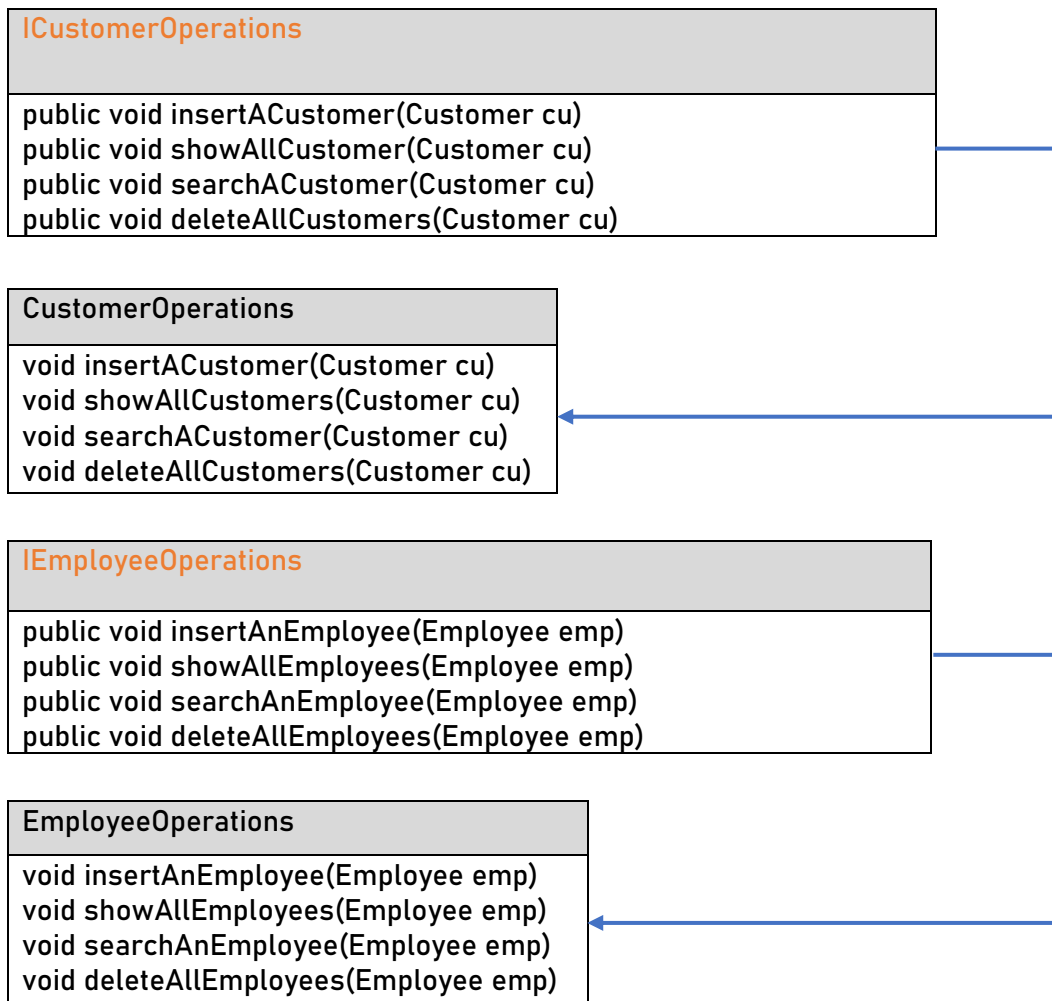 ICustomerOperations
public void insertACustomer(Customer cu)
public void showAllCustomer(Customer cu)
public void searchACustomer(Customer cu)
public void deleteAllCustomers(Customer cu)
CustomerOperations
void insertACustomer(Customer cu)
void showAllCustomers(Customer cu)
void searchACustomer(Customer cu)
void deleteAllCustomers(Customer cu)
IEmployeeOperations
public void insertAnEmployee(Employee emp)
public void showAllEmployees(Employee emp)
public void searchAnEmployee(Employee emp)
public void deleteAllEmployees(Employee emp)
EmployeeOperations
void insertAnEmployee(Employee emp)
void showAllEmployees(Employee emp)
void searchAnEmployee(Employee emp)
void deleteAllEmployees(Employee emp)